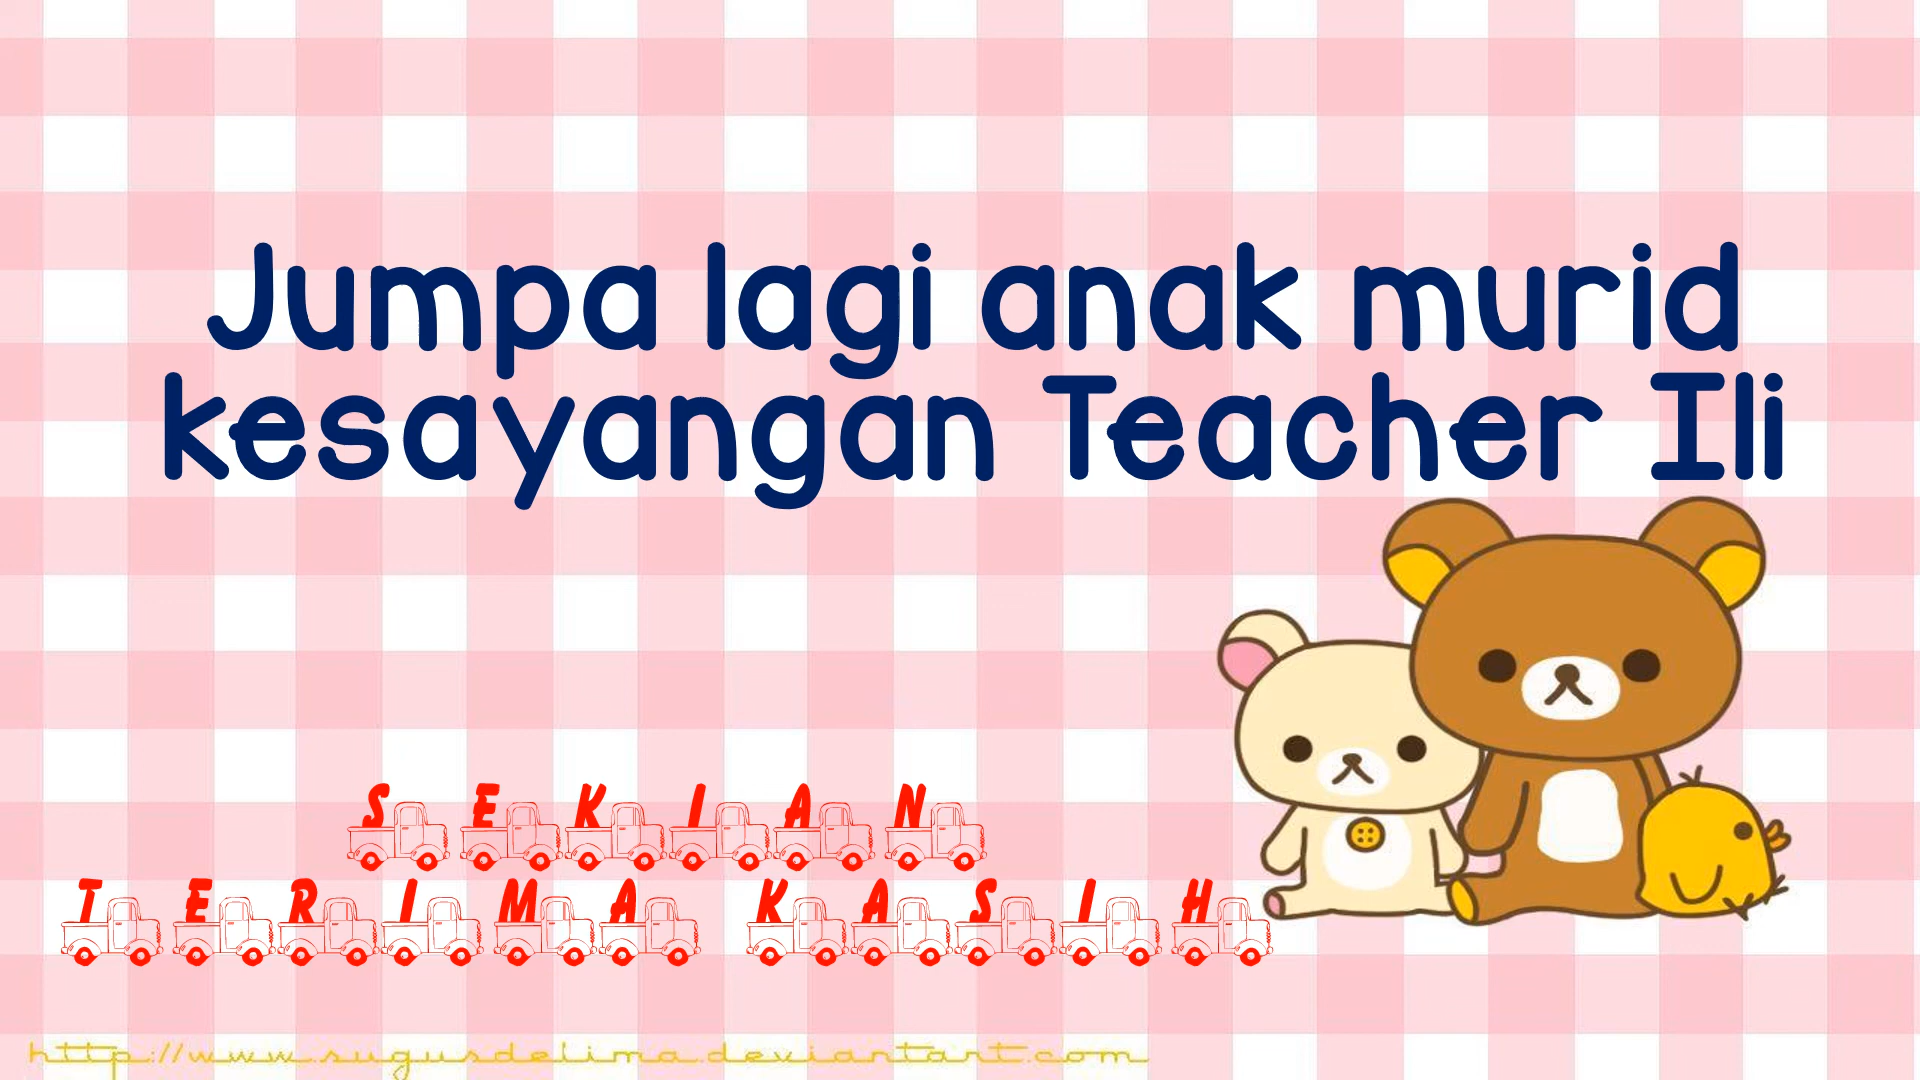 Jumpa lagi anak murid
kesayangan Teacher Ili
SEKIAN
TERIMA KASIH
http://www.sugusdelima.deviantart.com